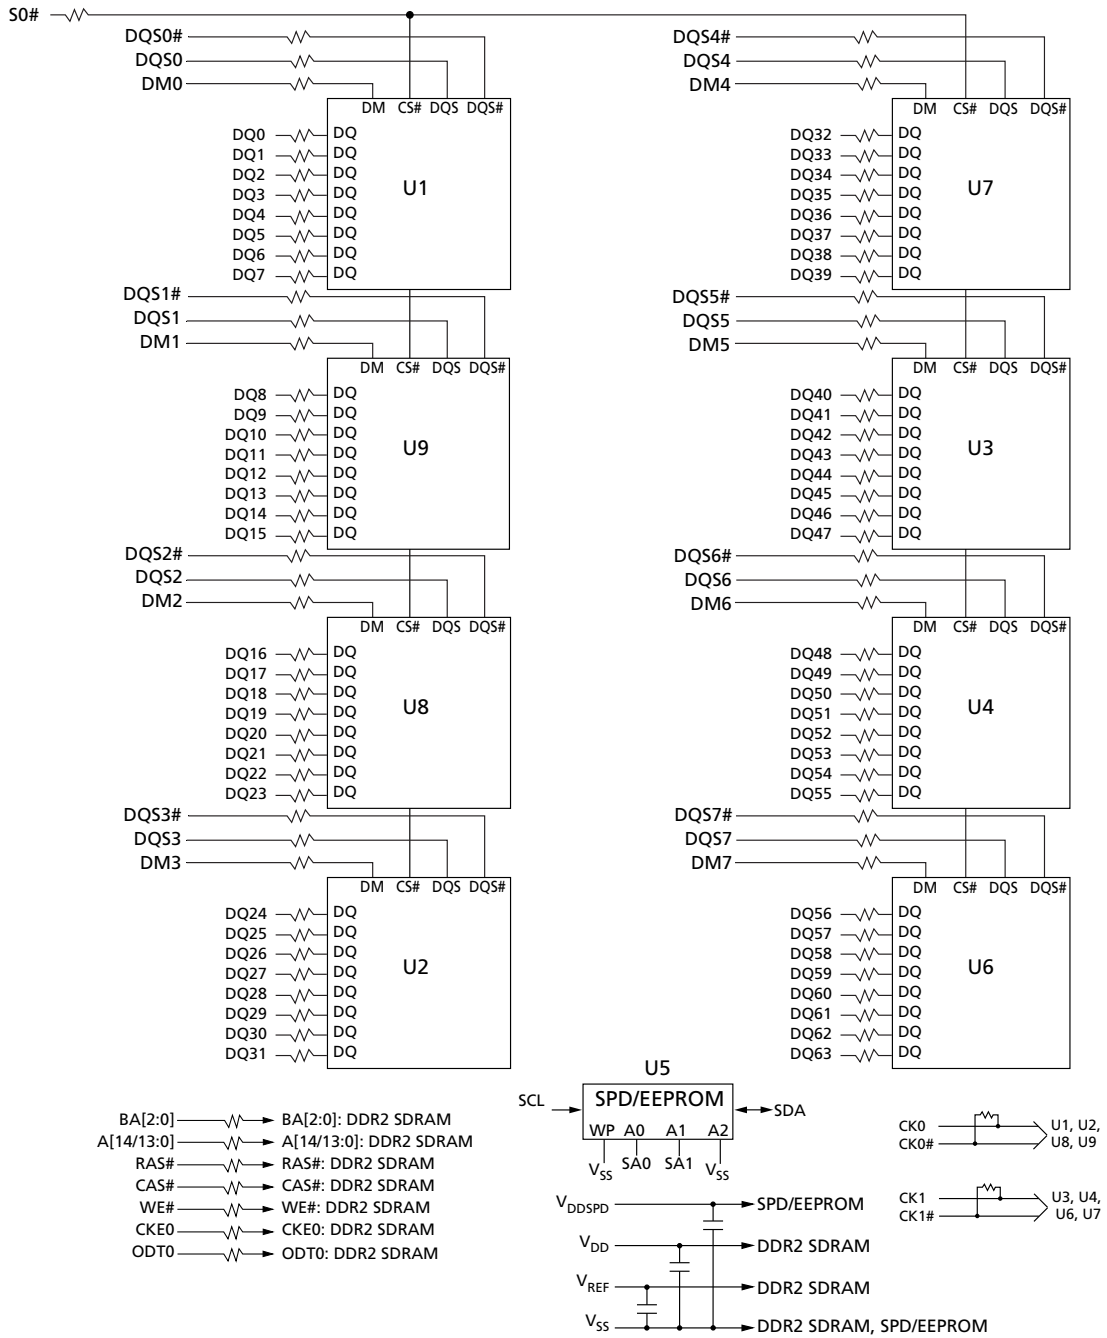 S0#
DQS0#
DQS0
DM0
DM CS# DQS DQS#
DQ0 DQ
DQ1 DQ
DQ2 DQ
DQ3 DQ
DQ4 DQ
DQ5 DQ
DQ6 DQ
DQ7 DQ
U1
DQS1#
DQS1
DM1
DM CS# DQS DQS#
DQ8 DQ
DQ9 DQ
DQ10 DQ
DQ11 DQ
DQ12 DQ
DQ13 DQ
DQ14 DQ
DQ15 DQ
U9
DQS2#
DQS2
DM2
DM CS# DQS DQS#
DQ16 DQ
DQ17 DQ
DQ18 DQ
DQ19 DQ
DQ20 DQ
DQ21 DQ
DQ22 DQ
DQ23 DQ
U8
DQS3#
DQS3
DM3
DM CS# DQS DQS#
DQ24 DQ
DQ25 DQ
DQ26 DQ
DQ27 DQ
DQ28 DQ
DQ29 DQ
DQ30 DQ
DQ31 DQ
U2
DQS4#
DQS4
DM4
DM CS# DQS DQS#
DQ32 DQ
DQ33 DQ
DQ34 DQ
DQ35 DQ
DQ36 DQ
DQ37 DQ
DQ38 DQ
DQ39 DQ
U7
DQS5#
DQS5
DM5
DM CS# DQS DQS#
DQ40 DQ
DQ41 DQ
DQ42 DQ
DQ43 DQ
DQ44 DQ
DQ45 DQ
DQ46 DQ
DQ47 DQ
U3
DQS6#
DQS6
DM6
DM CS# DQS DQS#
DQ48 DQ
DQ49 DQ
DQ50 DQ
DQ51 DQ
DQ52 DQ
DQ53 DQ
DQ54 DQ
DQ55 DQ
U4
DQS7#
DQS7
DM7
DM CS# DQS DQS#
DQ56 DQ
DQ57 DQ
DQ58 DQ
DQ59 DQ
DQ60 DQ
DQ61 DQ
DQ62 DQ
DQ63 DQ
U6
BA[2:0] BA[2:0]: DDR2 SDRAM
A[14/13:0] A[14/13:0]: DDR2 SDRAM
RAS# RAS#: DDR2 SDRAM
CAS# CAS#: DDR2 SDRAM
WE# WE#: DDR2 SDRAM
CKE0 CKE0: DDR2 SDRAM
ODT0 ODT0: DDR2 SDRAM
U5
SCL SPD/EEPROM SDA
WP A0 A1 A2
VSS SA0 SA1 VSS
VDDSPD SPD/EEPROM
VDD DDR2 SDRAM
VREF DDR2 SDRAM
VSS DDR2 SDRAM, SPD/EEPROM
CK0 U1, U2,
CK0# U8, U9
CK1 U3, U4,
CK1# U6, U7